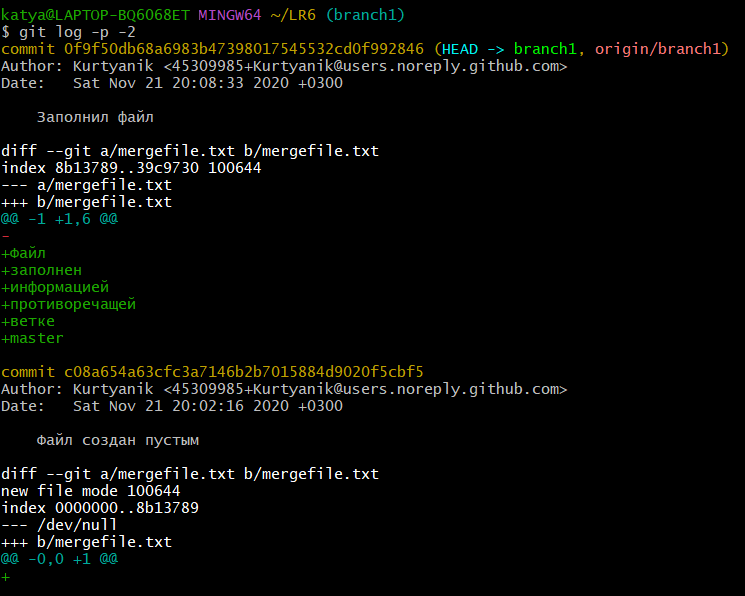 katya@LAPTOP-BQ6068ET MINGW64 ~/LR6 (branch1)
$ git log -p -2
commit 0f9f50db68a6983b47398017545532cd0f992846 (HEAD -> branch1, origin/branch1)
Author: Kurtyanik <45309985+Kurtyanik@users.noreply.github.com>
Date:   Sat Nov 21 20:08:33 2020 +0300
    Заполнил файл
diff --git a/mergefile.txt b/mergefile.txt
index 8b13789..39c9730 100644
--- a/mergefile.txt
+++ b/mergefile.txt
@@ -1 +1,6 @@
-
+Файл
+заполнен
+информацией
+противоречащей
+ветке
+master
commit c08a654a63cfc3a7146b2b7015884d9020f5cbf5
Author: Kurtyanik <45309985+Kurtyanik@users.noreply.github.com>
Date:   Sat Nov 21 20:02:16 2020 +0300
    Файл создан пустым
diff --git a/mergefile.txt b/mergefile.txt
new file mode 100644
index 0000000..8b13789
--- /dev/null
+++ b/mergefile.txt
@@ -0,0 +1 @@
+